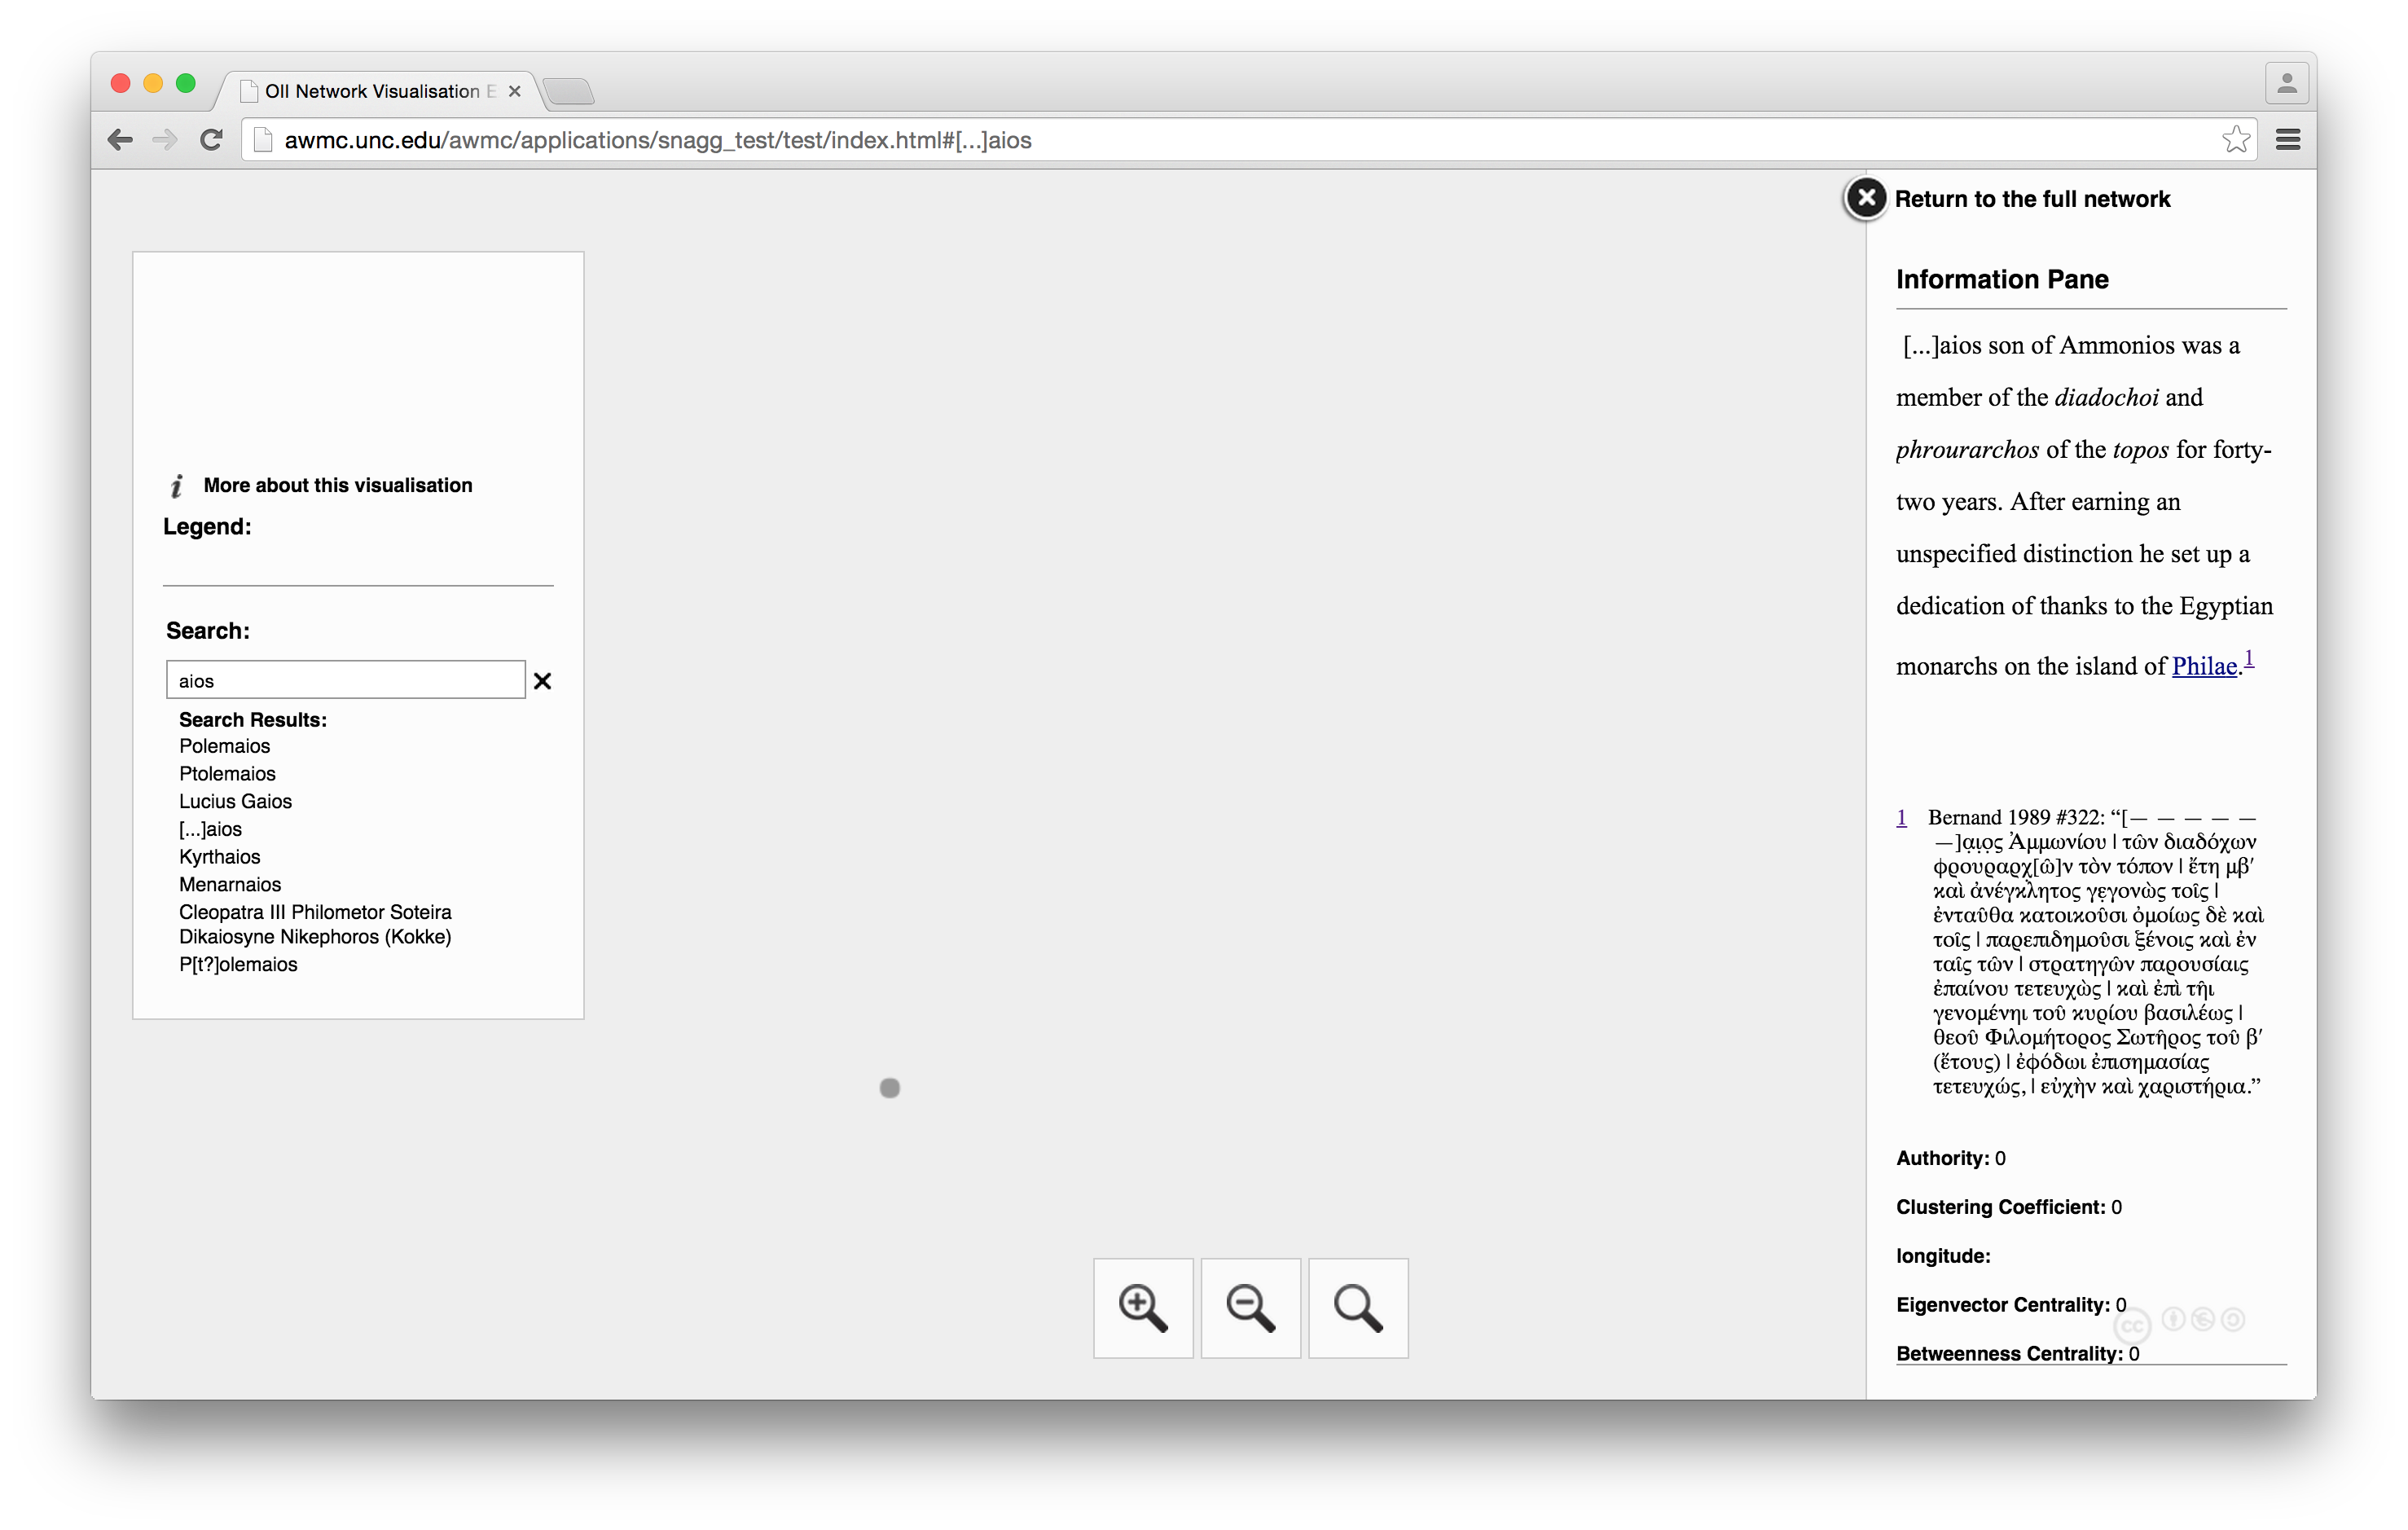 OII Network Visualisation E
awmc.unc.edu/awmc/applications/snagg_test/test/index.html#[...]aios
Return to the full network
More about this visualisation
Legend:
Search:
aios
Search Results:
Polemaios
Ptolemaios
Lucius Gaios
[...]aios
Kyrthaios
Menarnaios
Cleopatra III Philometor Soteira
Dikaiosyne Nikephoros (Kokke)
P[t?]olemaios
Information Pane
[...]aios son of Ammonios was a
member of the diadochoi and
phrourarchos of the topos for forty-
two years. After earning an
unspecified distinction he set up a
dedication of thanks to the Egyptian
monarchs on the island of Philae.1
1 Bernand 1989 #322: “[— — — — —
—]α̣ι̣ο̣ς Ἀμμωνίου | τῶν διαδόχων
φρουραρχ[ῶ]ν τὸν τόπον | ἔτη μβʹ
καὶ ἀνέγκλητος γε̣γονὼς τοῖς |
ἐνταῦθα κατοικοῦσι ὁμοίως δὲ καὶ
τοῖς | παρεπιδημοῦσι ξένοις καὶ ἐν
ταῖς τῶν | στρατηγῶν παρουσίαις
ἐπαίνου τετευχὼς | καὶ ἐπὶ τῆι
γενομένηι τοῦ κυρίου βασιλέως |
θεοῦ Φιλομήτορος Σωτῆρος τοῦ βʹ
(ἔτους) | ἐφόδωι ἐπισημασίας
τετευχώς, | εὐχὴν καὶ χαριστήρια.”
Authority: 0
Clustering Coefficient: 0
longitude:
Eigenvector Centrality: 0
cc
Betweenness Centrality: 0